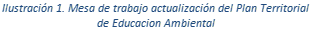 Ilustración 1. Mesa de trabajo actualización del Plan Territorial
de Educacion Ambiental